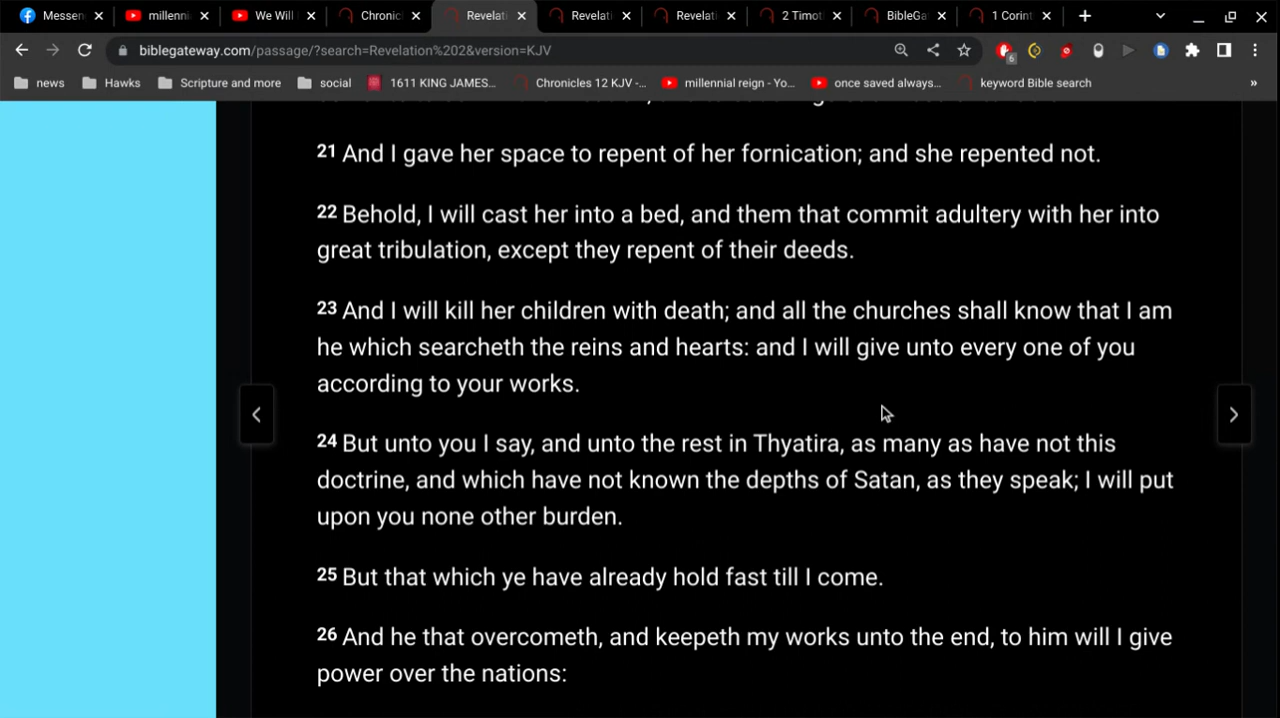 Messen millenni We Will Chronic Revelati Revelati Revelati 2 Timot BibleGa 1 Corint
biblegateway.com/passage/?search=Revelation%202&version=KJV
6
news Hawks Scripture and more social 1611 KING JAMES... Chronicles 12 KJV -... millennial reign - Yo... once saved always... keyword Bible search »
21 And I gave her space to repent of her fornication; and she repented not.
22 Behold, I will cast her into a bed, and them that commit adultery with her into
great tribulation, except they repent of their deeds.
23 And I will kill her children with death; and all the churches shall know that I am
he which searcheth the reins and hearts: and I will give unto every one of you
according to your works.
24 But unto you I say, and unto the rest in Thyatira, as many as have not this
doctrine, and which have not known the depths of Satan, as they speak; I will put
upon you none other burden.
25 But that which ye have already hold fast till I come.
26 And he that overcometh, and keepeth my works unto the end, to him will I give
power over the nations: